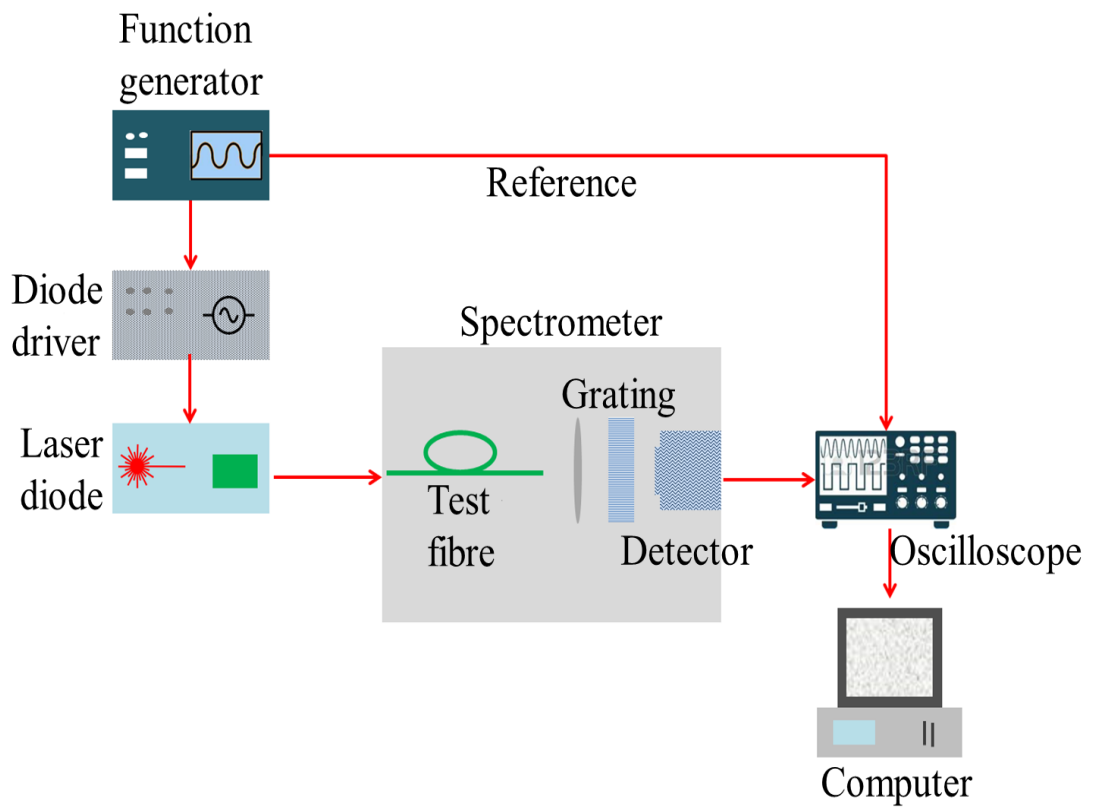 Function
generator
Reference
Diode
driver
Spectrometer
Grating
Laser
diode
Test
fibre
Detector
Oscilloscope
Computer